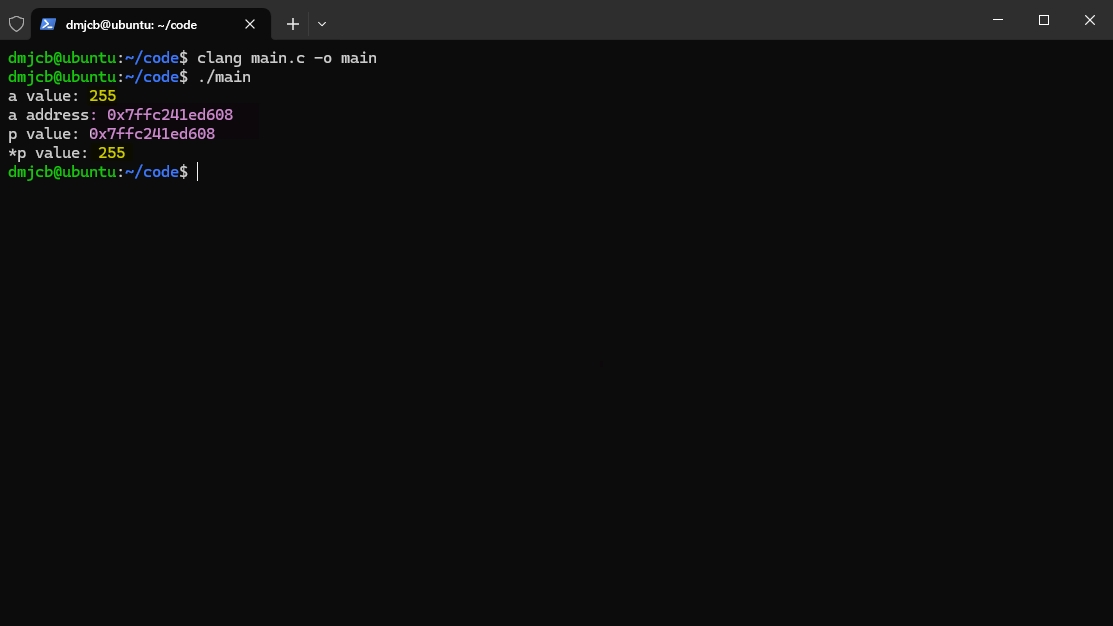 dmjcb@ubuntu: ~/code
dmjcb@ubuntu:~/code$ clang main.c -o main
dmjcb@ubuntu:~/code$ ./main
a value: 255
a address: 0x7ffc241ed608
p value: 0x7ffc241ed608
*p value: 255
dmjcb@ubuntu:~/code$